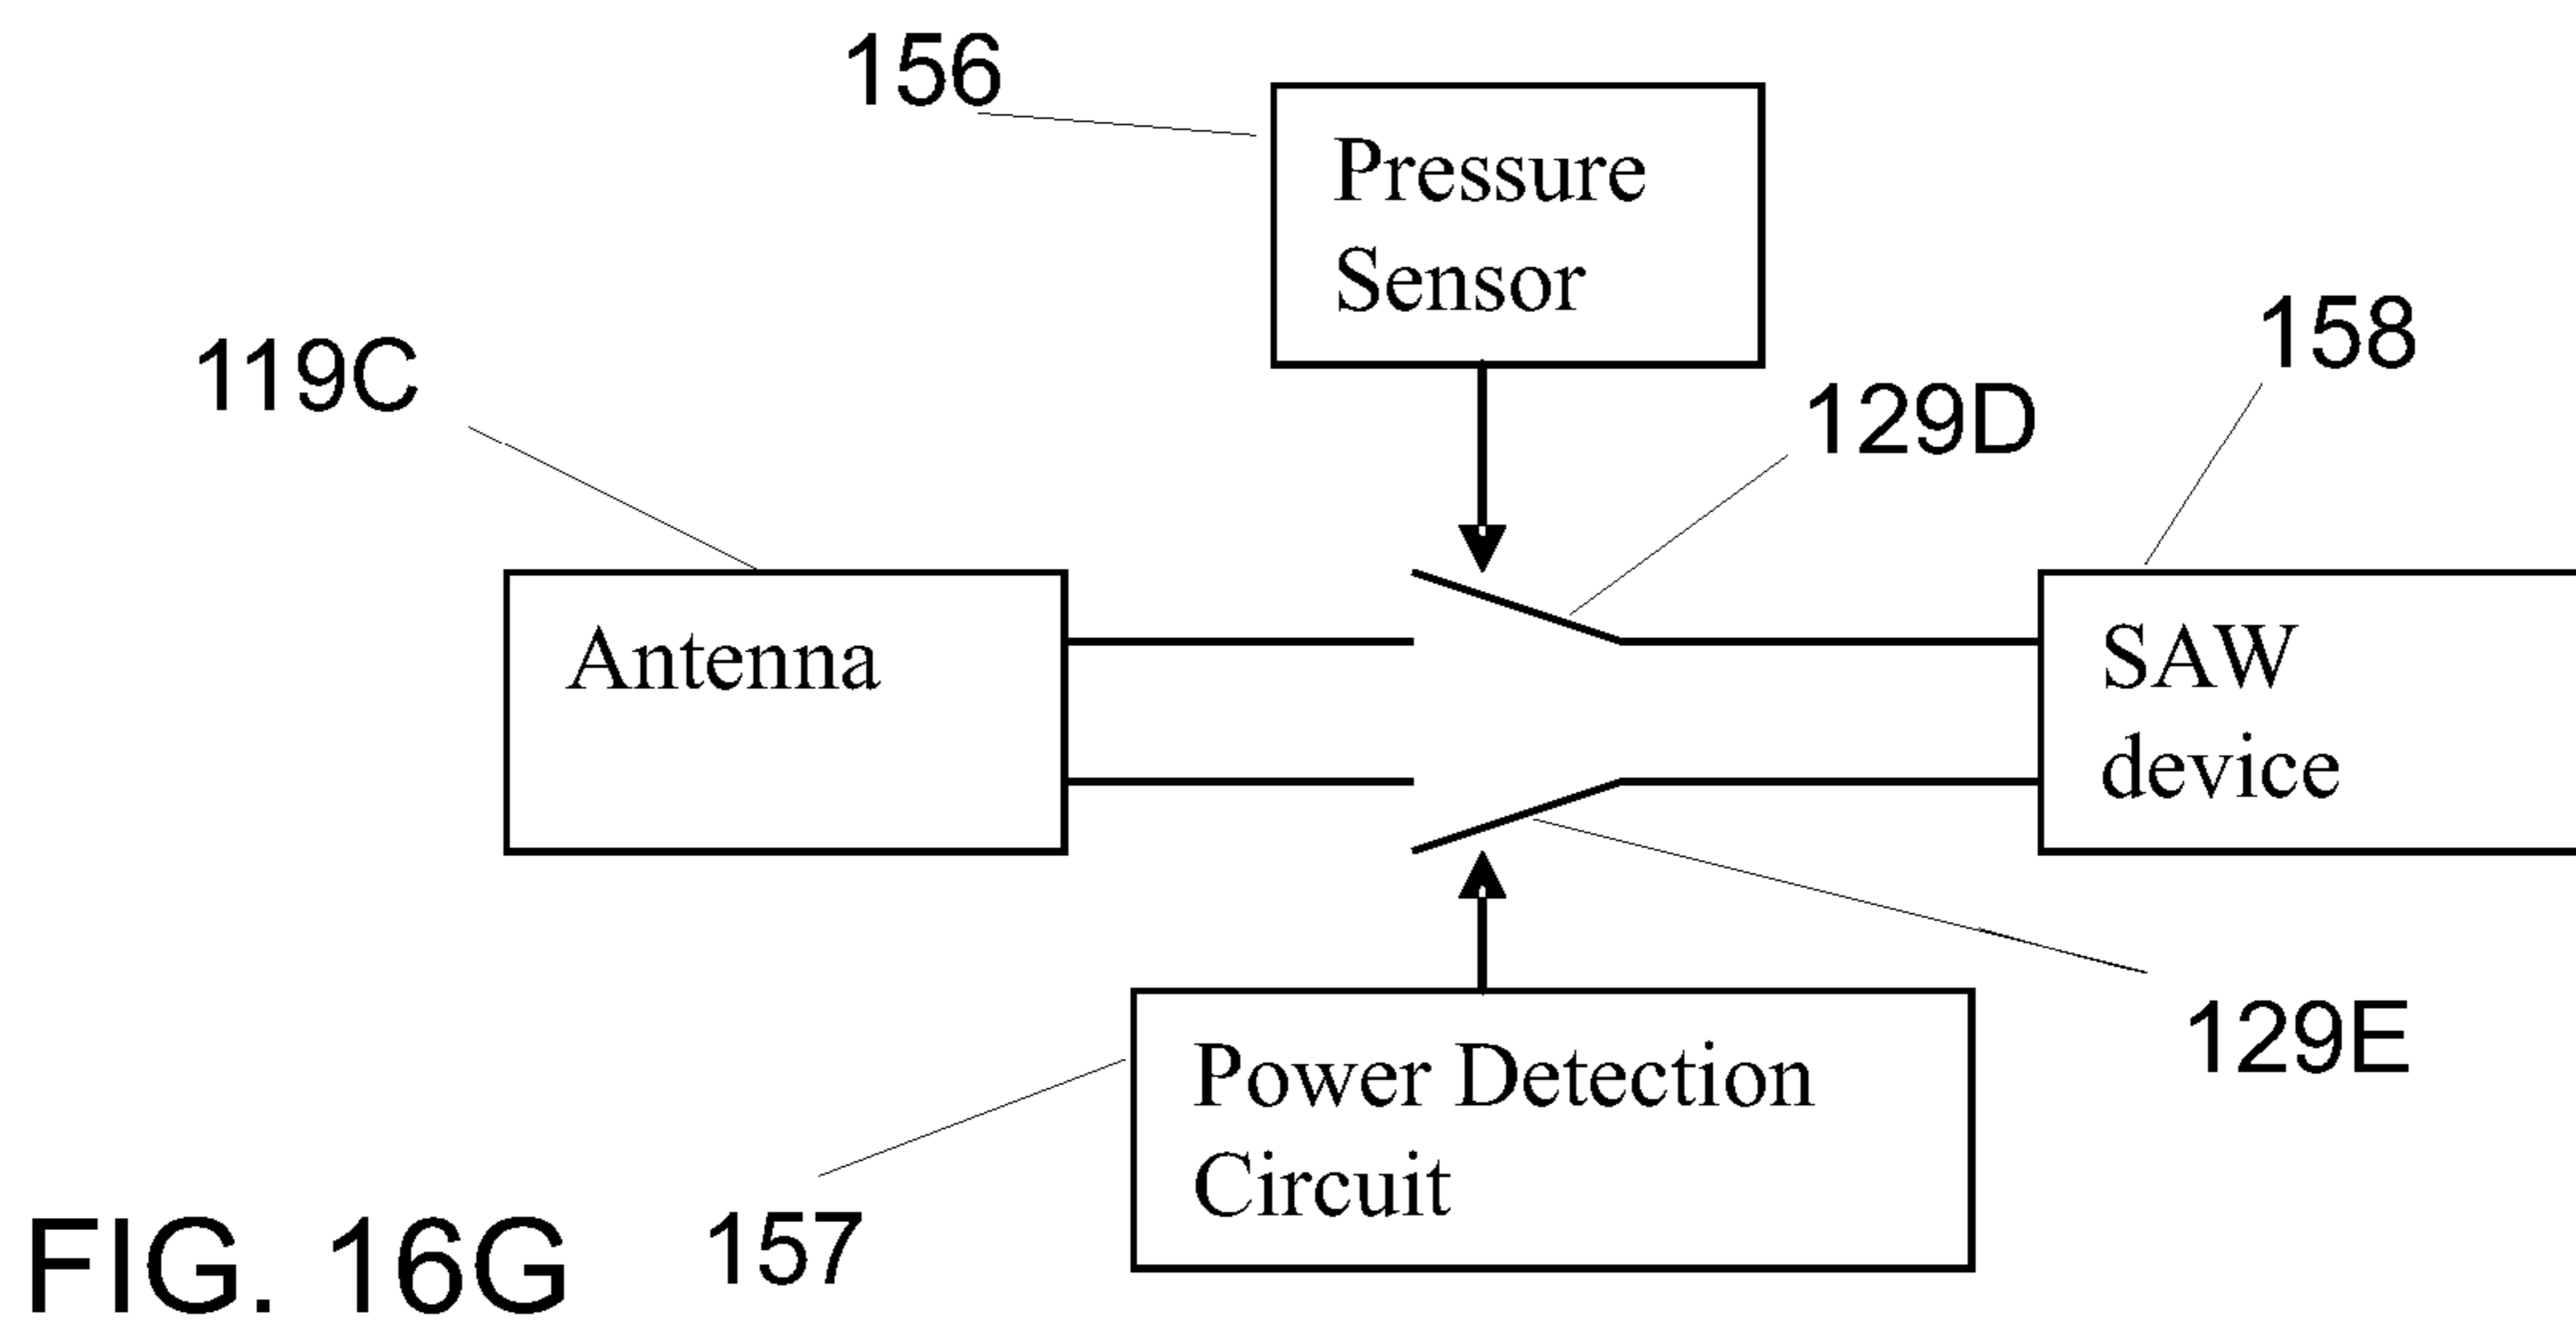 156
Pressure
Sensor
158
119C
129D
Antenna
SAW
device
129E
Power Detection
Circuit
157
FIG. 16G